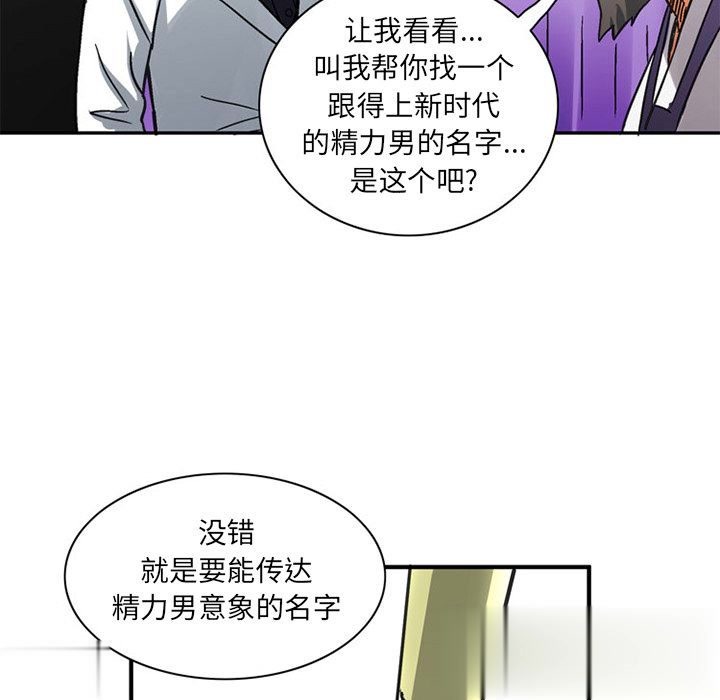 让我看看...
叫我帮你找一个
跟得上新时代
的精力男的名字...
是这个吧?
没错
就是要能传达
精力男意象的名字